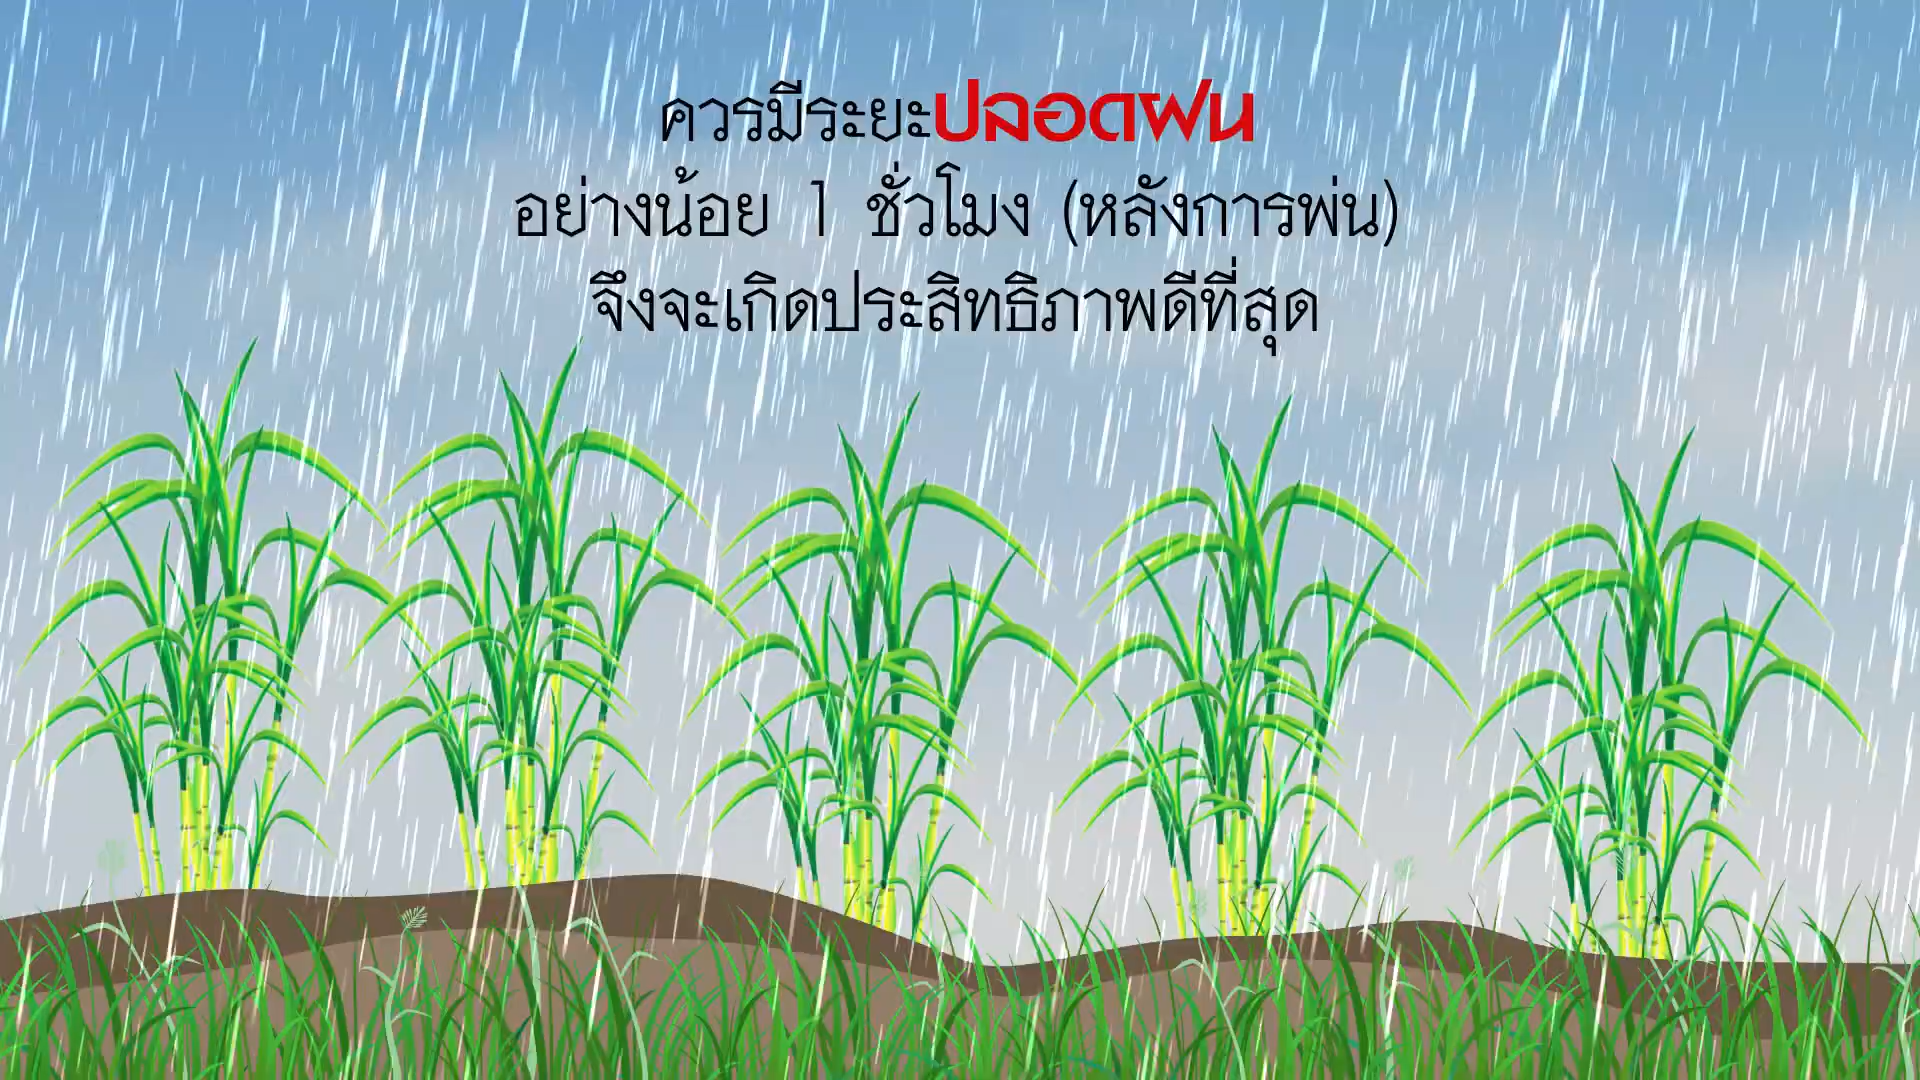 ควรมีระยะปลอดฝน
อย่างน้อย 1 ชั่วโมง (หลังการพ่น)
จึงจะเกิดประสิทธิภาพดีที่สุด